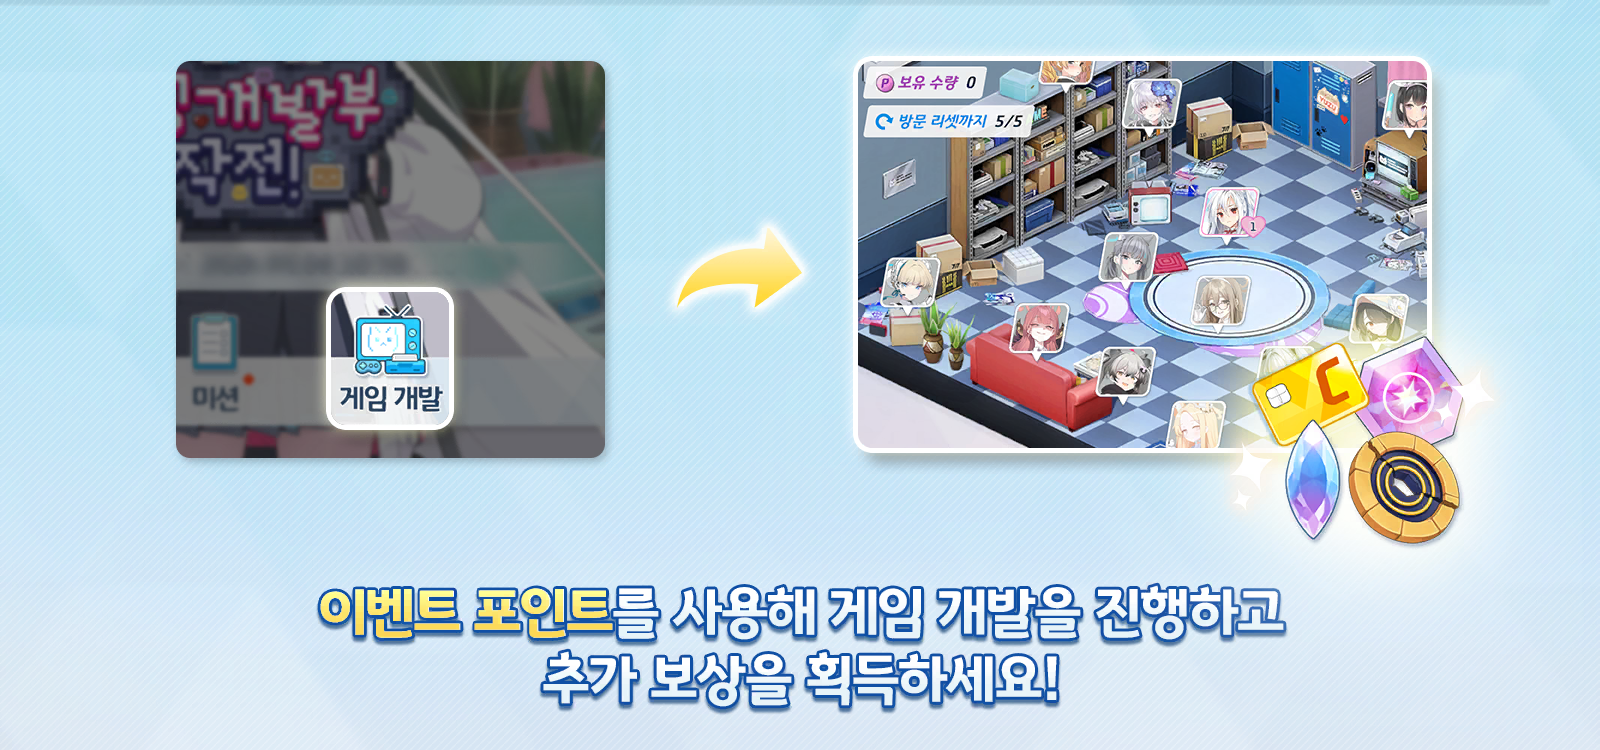 개발부
작전!
미션
게임 개발
보유 수량 0
방문 리셋까지 5/5
1
이벤트 포인트를 사용해 게임 개발을 진행하고
추가 보상을 획득하세요!